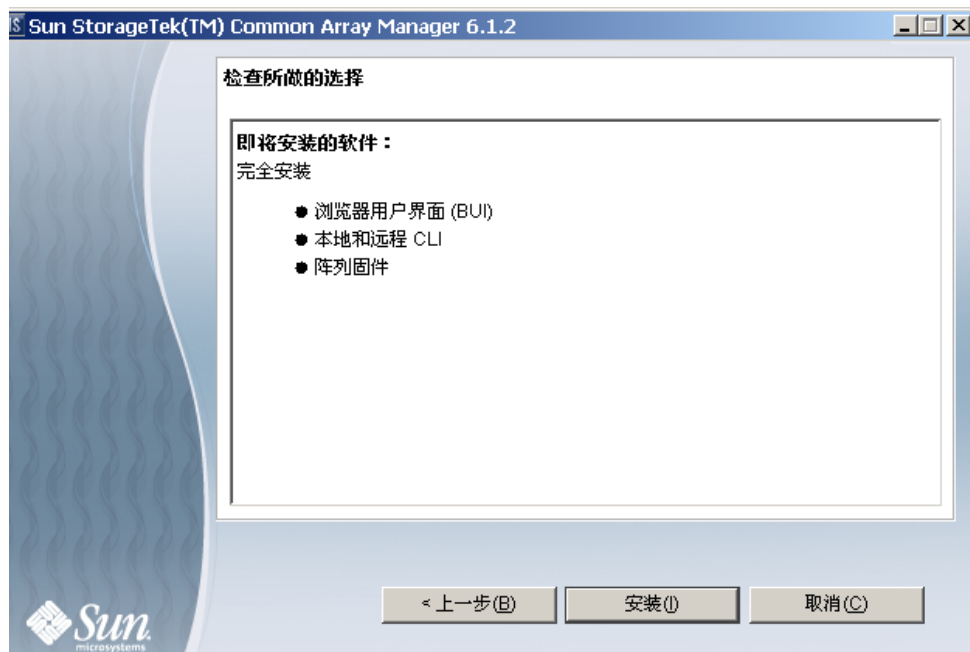 Sun StorageTek(TM) Common Array Manager 6.1.2
检查所做的选择
即将安装的软件：
完全安装
● 浏览器用户界面 (BUI)
● 本地和远程 CLI
● 阵列固件
< 上一步(B)
安装(I)
取消(C)
Sun
microsystems